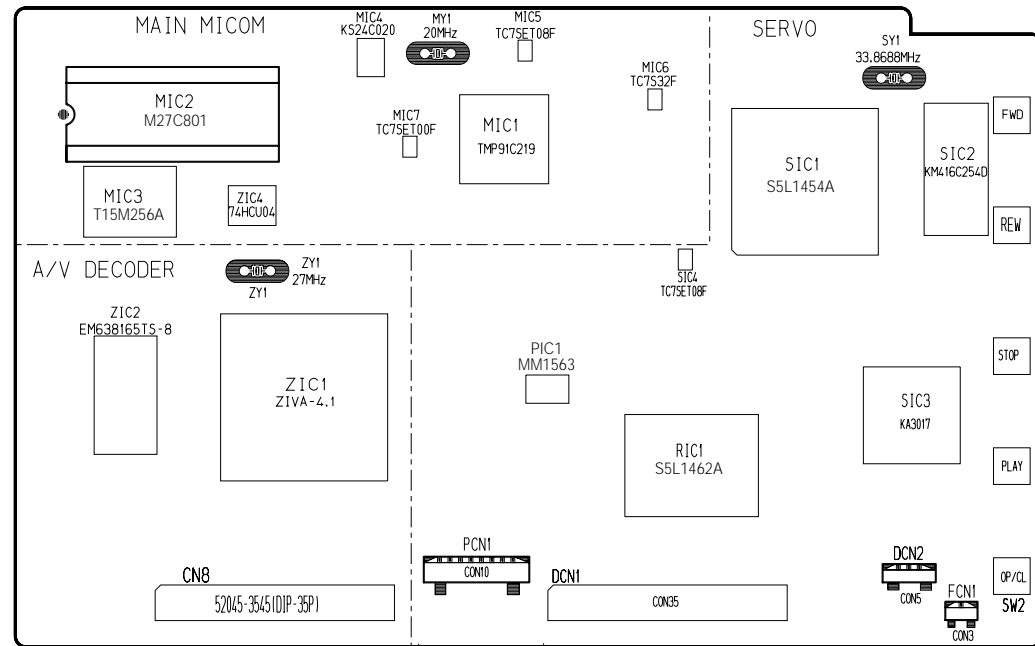 MAIN MICOM
MIC4
KS24C020
MY1
20MHz
MIC5
TC7SET08F
SERVO
SY1
33.8688MHz
MIC6
TC7S32F
MIC2
M27C801
MIC7
TC7SET00F
MIC1
TMP91C219
FWD
SIC1
S5L1454A
SIC2
KM416C254D
MIC3
T15M256A
ZIC4
74HCU04
REW
A/V DECODER
ZY1
27MHz
ZY1
SIC4
TC7SET08F
ZIC2
EM638165TS-8
ZIC1
ZIVA-4.1
PIC1
MM1563
STOP
SIC3
KA3017
RIC1
S5L1462A
PLAY
PCN1
CON10
CN8
52045-3545(DIP-35P)
DCN1
CON35
DCN2
CON5
FCN1
CON3
OP/CL
SW2